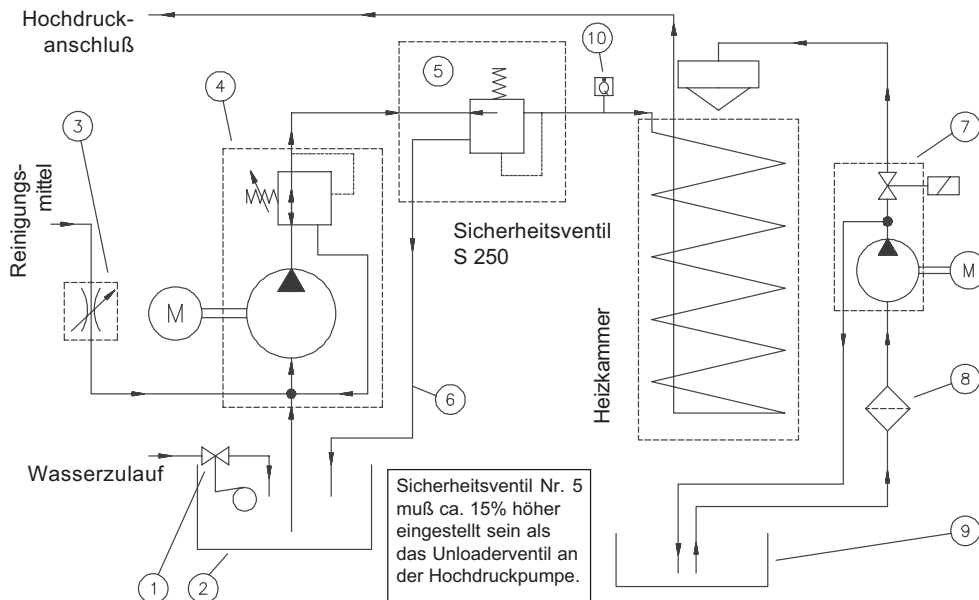 Hochdruck-
anschluß
10
5
4
3
7
Reinigungs-
mittel
Sicherheitsventil
S 250
M
M
Heizkammer
6
8
Wasserzulauf
Sicherheitsventil Nr. 5
muß ca. 15% höher
eingestellt sein als
das Unloaderventil an
der Hochdruckpumpe.
9
1
2
Q